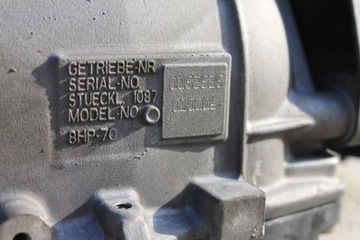 GETRIEBE-NR
SERIAL-NO.
STUECKL. 1087
MODEL-NO
8HP-70